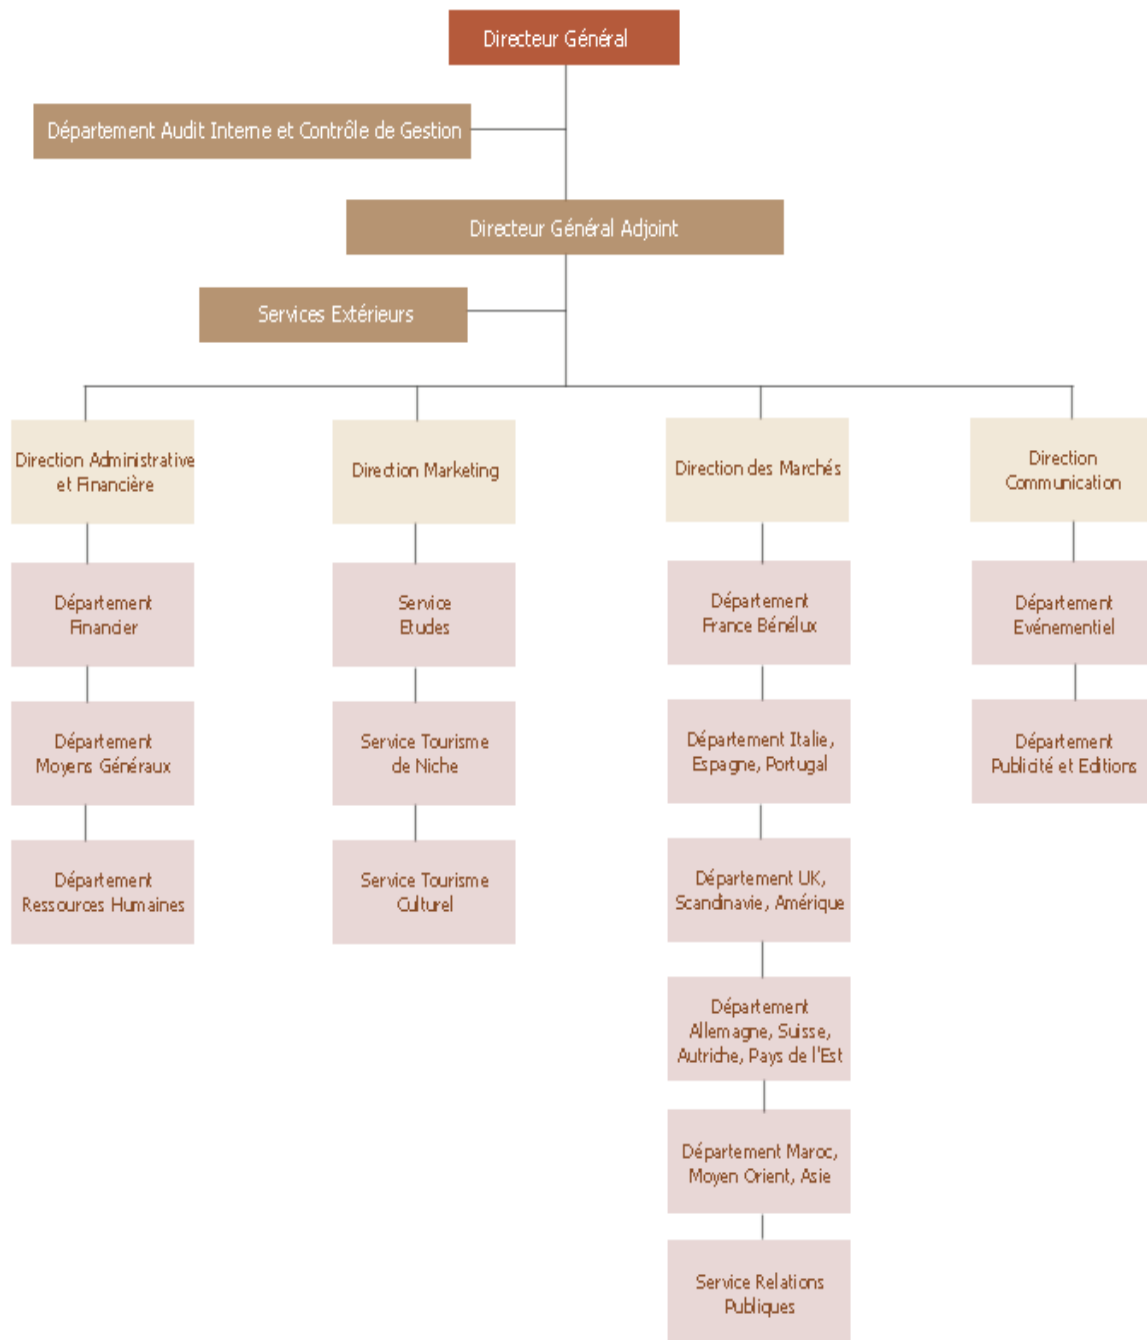 Directeur Général
Département Audit Interne et Contrôle de Gestion
Directeur Général Adjoint
Services Extérieurs
Direction Administrative
et Financière
Direction Marketing
Direction des Marchés
Direction
Communication
Département
Financier
Service
Etudes
Département
France Bénélux
Département
Evénementiel
Département
Moyens Généraux
Service Tourisme
de Niche
Département Italie,
Espagne, Portugal
Département
Publicité et Editions
Département
Ressources Humaines
Service Tourisme
Culturel
Département UK,
Scandinavie, Amérique
Département
Allemagne, Suisse,
Autriche, Pays de l'Est
Département Maroc,
Moyen Orient, Asie
Service Relations
Publiques